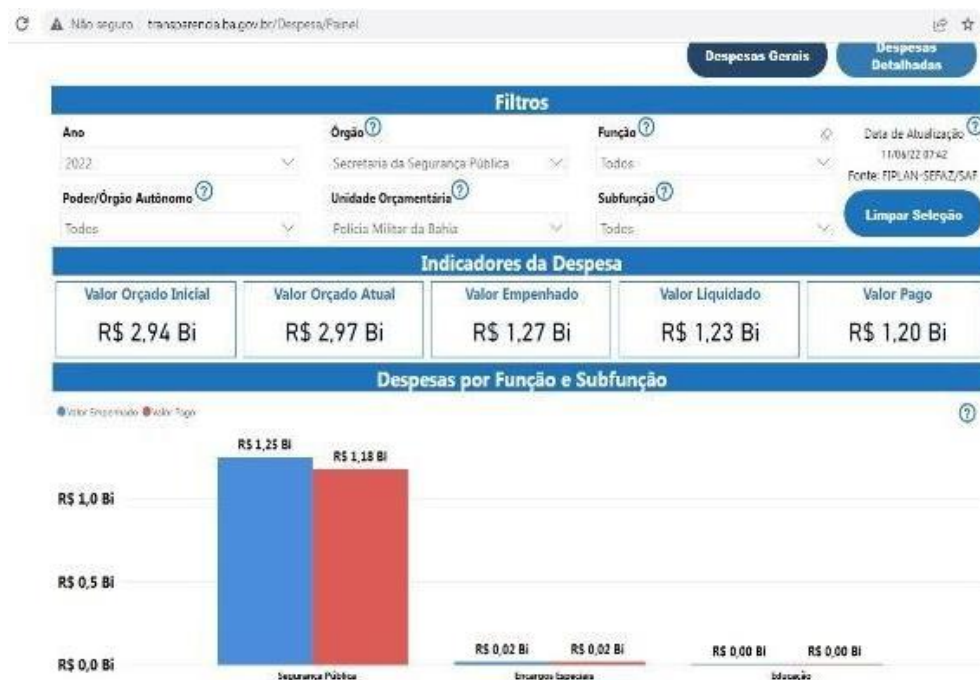 Não seguro transparencia.ba.gov.br/Despesa/Painel
Despesas Gerais
Despesas Detalhadas
Filtros
Ano
Órgão
Função
Data de Atualização
2022
Secretaria da Segurança Pública
Todos
11/06/22 07:42
Fonte: FIPLAN-SEFAZ/SAF
Poder/Órgão Autônomo
Unidade Orçamentária
Subfunção
Limpar Seleção
Todos
Polícia Militar da Bahia
Todos
Indicadores da Despesa
Valor Orçado Inicial
Valor Orçado Atual
Valor Empenhado
Valor Liquidado
Valor Pago
R$ 2,94 Bi
R$ 2,97 Bi
R$ 1,27 Bi
R$ 1,23 Bi
R$ 1,20 Bi
Despesas por Função e Subfunção
Valor Empenhado Valor Pago
R$ 1,25 Bi
R$ 1,18 Bi
R$ 1,0 Bi
R$ 0,5 Bi
R$ 0,02 Bi
R$ 0,02 Bi
R$ 0,00 Bi
R$ 0,00 Bi
R$ 0,0 Bi
Segurança Pública
Encargos Especiais
Educação